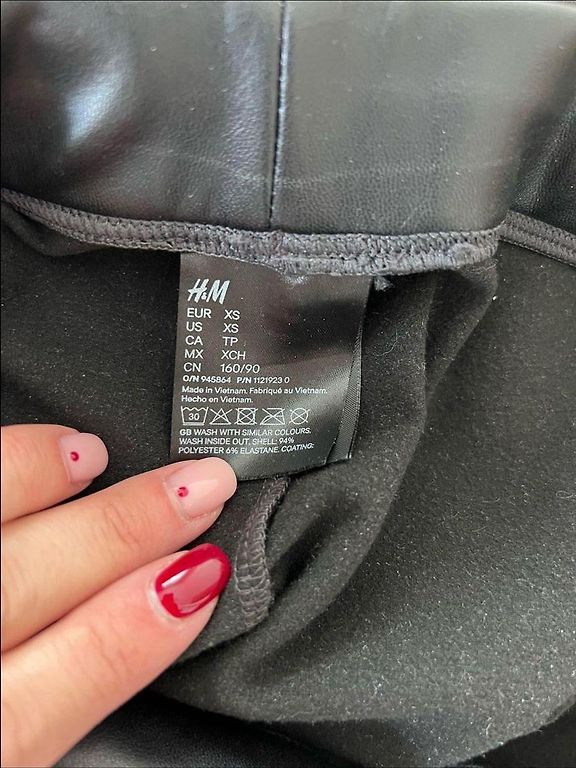 H&M
EUR XS
US XS
CA TP
MX XCH
CN 160/90
O/N 945864 P/N 1121923 0
Made in Vietnam. Fabriqué au Vietnam.
Hecho en Vietnam.
30
GB WASH WITH SIMILAR COLOURS.
WASH INSIDE OUT. SHELL: 94%
POLYESTER 6% ELASTANE. COATING: